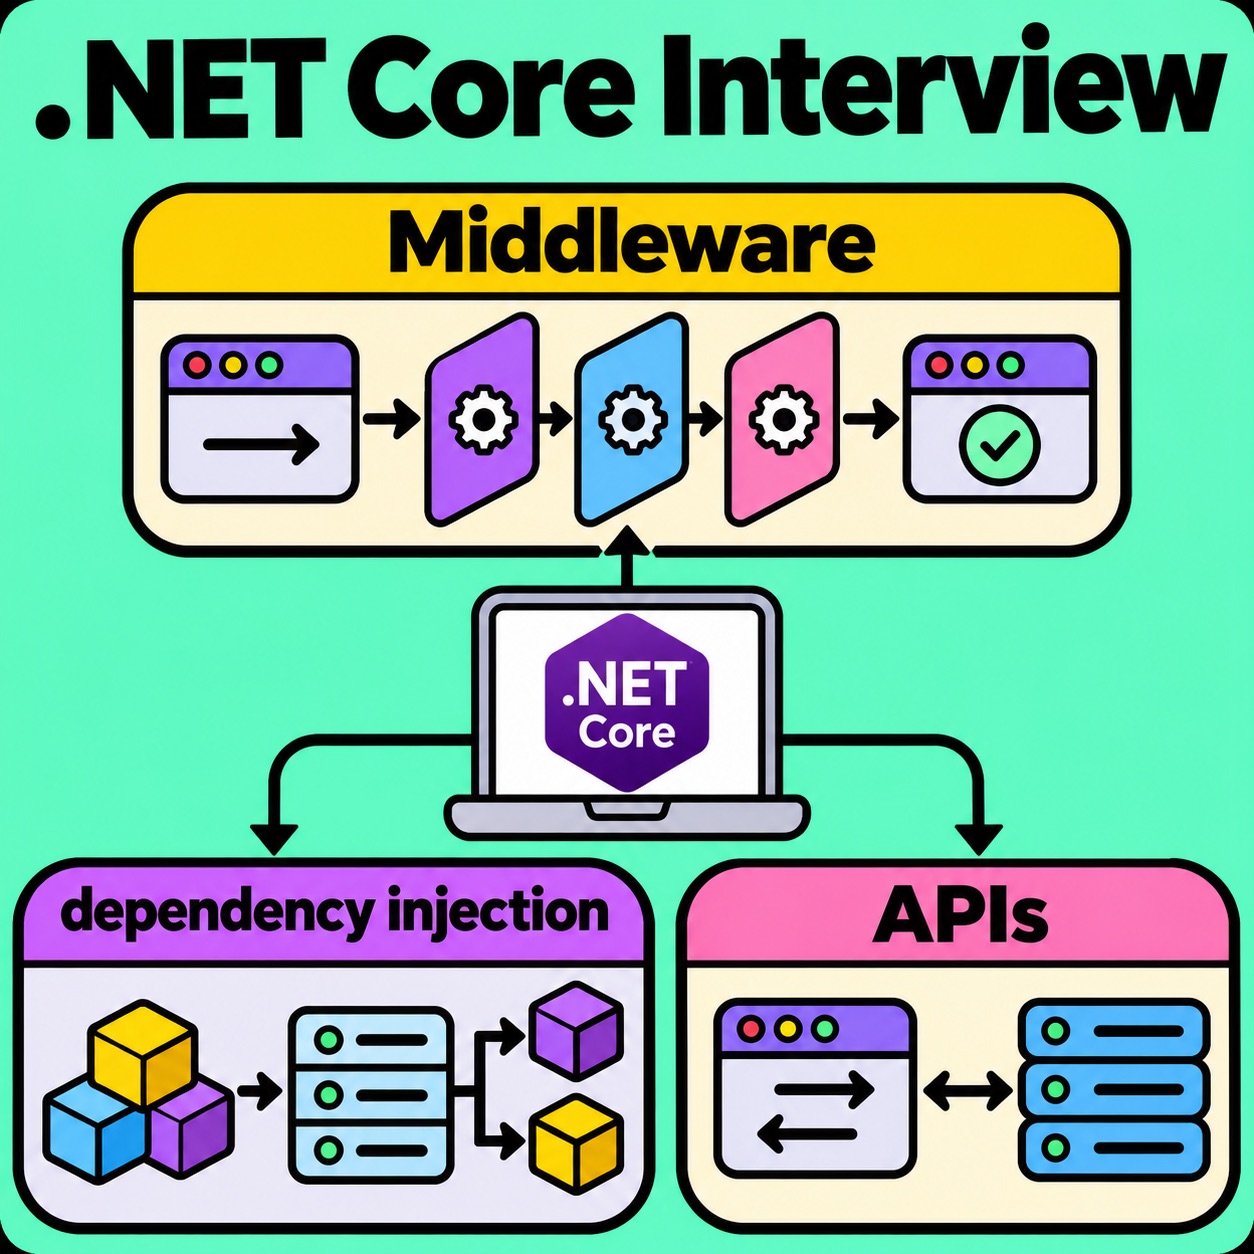 .NET Core Interview
Middleware
.NET
Core
dependency injection
APIs